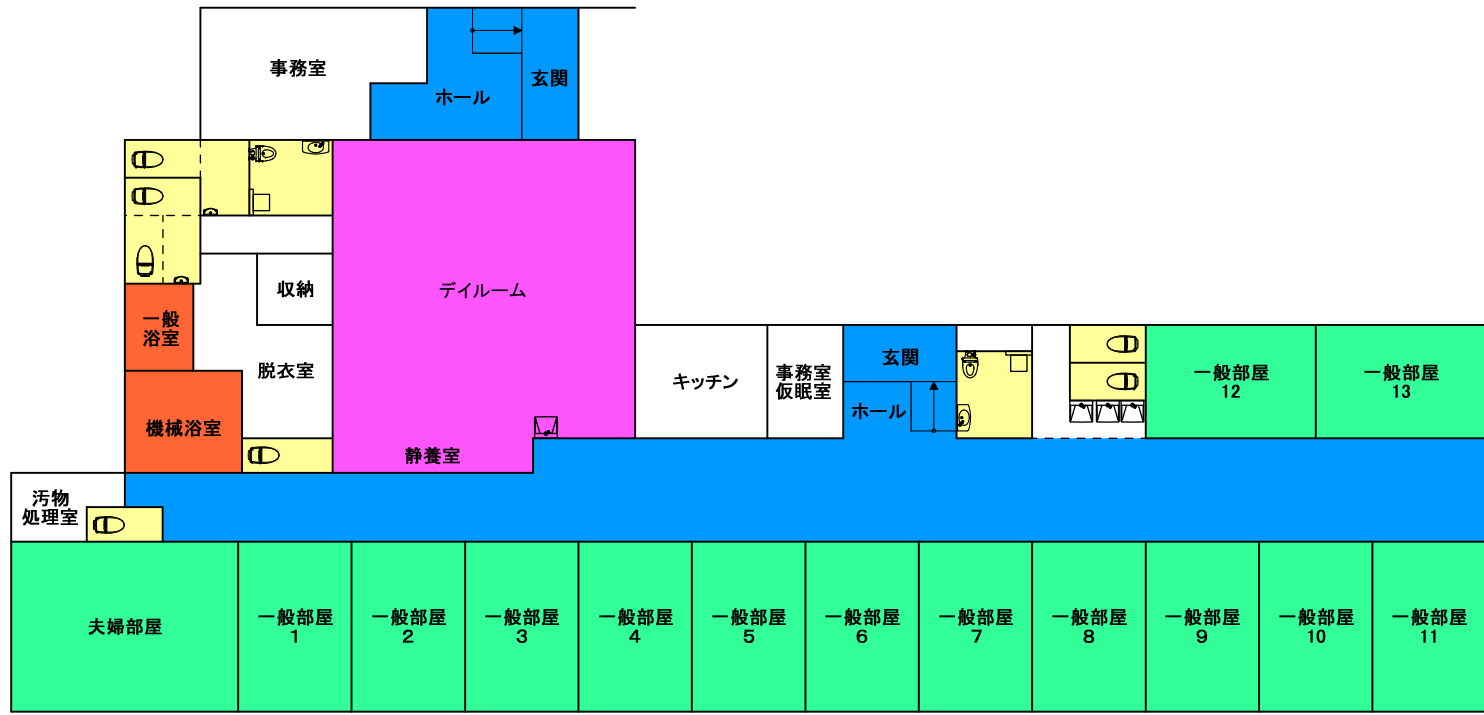 事務室
ホール
玄関
収納
デイルーム
一般
浴室
脱衣室
キッチン
事務室
仮眠室
玄関
ホール
一般部屋
12
一般部屋
13
機械浴室
静養室
汚物
処理室
夫婦部屋
一般部屋
1
一般部屋
2
一般部屋
3
一般部屋
4
一般部屋
5
一般部屋
6
一般部屋
7
一般部屋
8
一般部屋
9
一般部屋
10
一般部屋
11